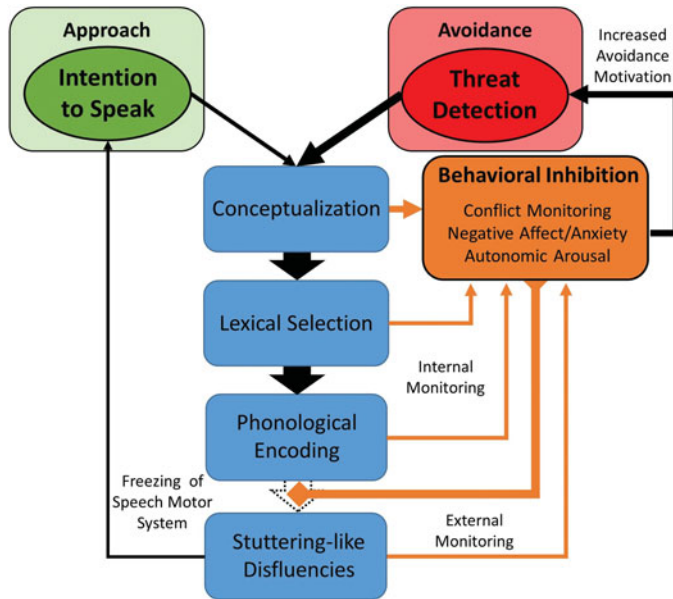 Approach
Intention
to Speak
Avoidance
Threat
Detection
Increased
Avoidance
Motivation
Conceptualization
Behavioral Inhibition
Conflict Monitoring
Negative Affect/Anxiety
Autonomic Arousal
Lexical Selection
Internal
Monitoring
Phonological
Encoding
Freezing of
Speech Motor
System
Stuttering-like
Disfluencies
External
Monitoring